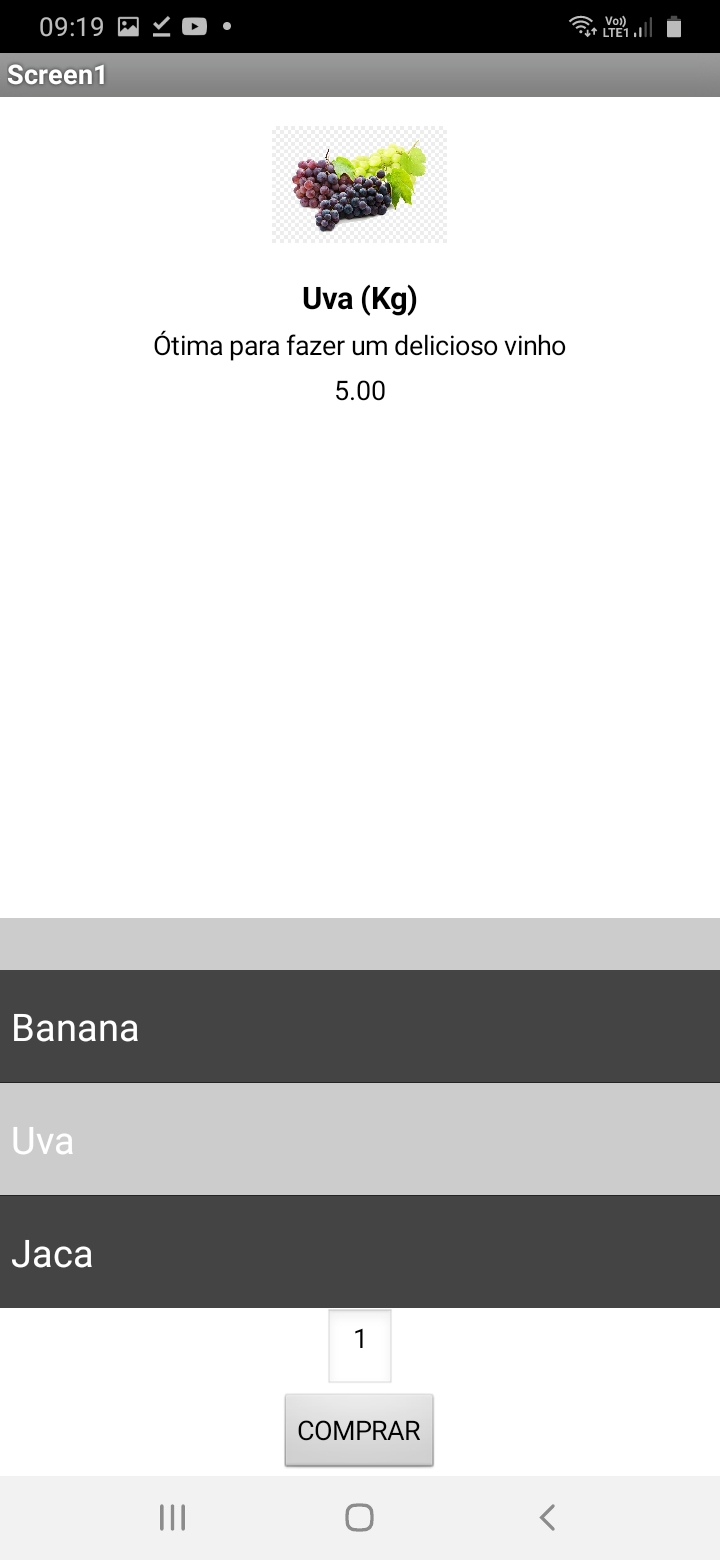 09:19 Vo)) LTE1
Screen1
Uva (Kg)
Ótima para fazer um delicioso vinho
5.00
Banana
Uva
Jaca
1
COMPRAR